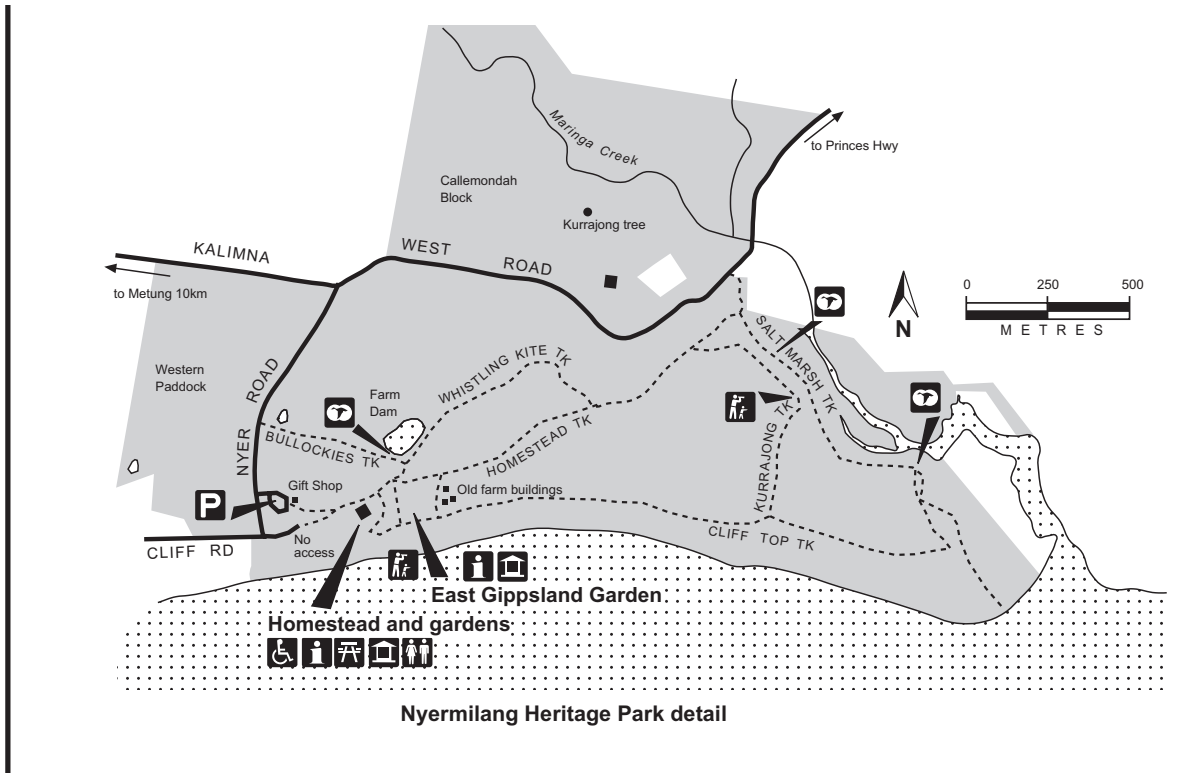 Maringa Creek
to Princes Hwy
Callemondah
Block
Kurrajong tree
KALIMNA WEST ROAD
to Metung 10km
N
0 250 500
METRES
SALT MARSH TK
Western
Paddock
NYER ROAD
Farm
Dam
WHISTLING KITE TK
BULLOCKIES TK
HOMESTEAD TK
KURRAJONG TK
P
Gift Shop
Old farm buildings
CLIFF RD
No
access
CLIFF TOP TK
i
East Gippsland Garden
Homestead and gardens
i
Nyermilang Heritage Park detail